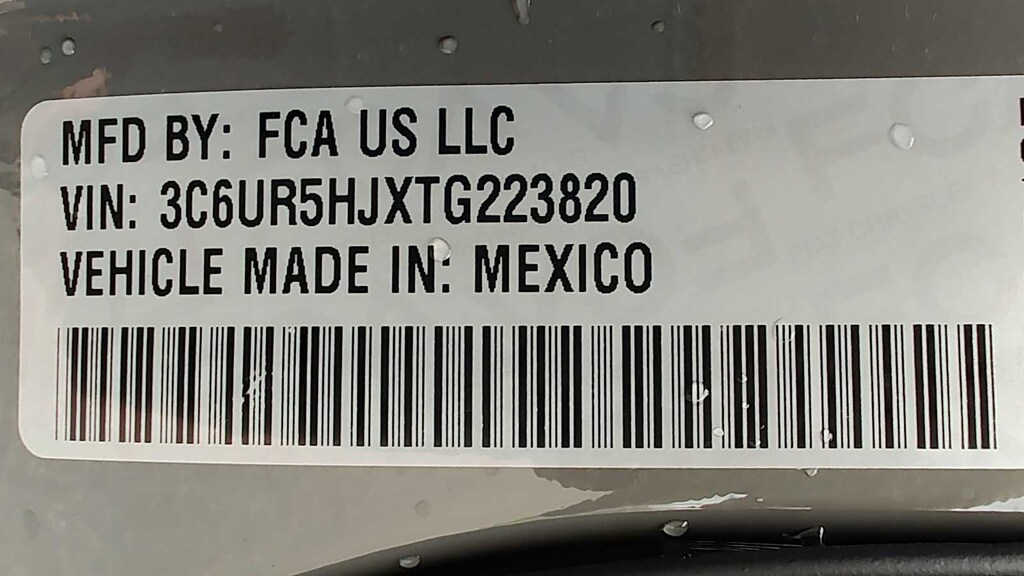 MFD BY: FCA US LLC
VIN: 3C6UR5HJXTG223820
VEHICLE MADE IN: MEXICO